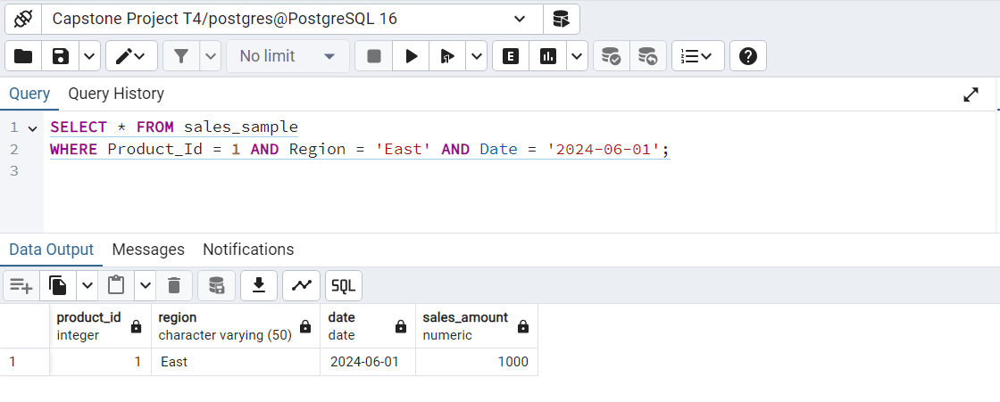 Capstone Project T4/postgres@PostgreSQL 16
No limit
E
Query Query History
1 SELECT * FROM sales_sample
2 WHERE Product_Id = 1 AND Region = 'East' AND Date = '2024-06-01';
3
Data Output Messages Notifications
SQL
product_id region date sales_amount
integer character varying (50) date numeric
1 1 East 2024-06-01 1000